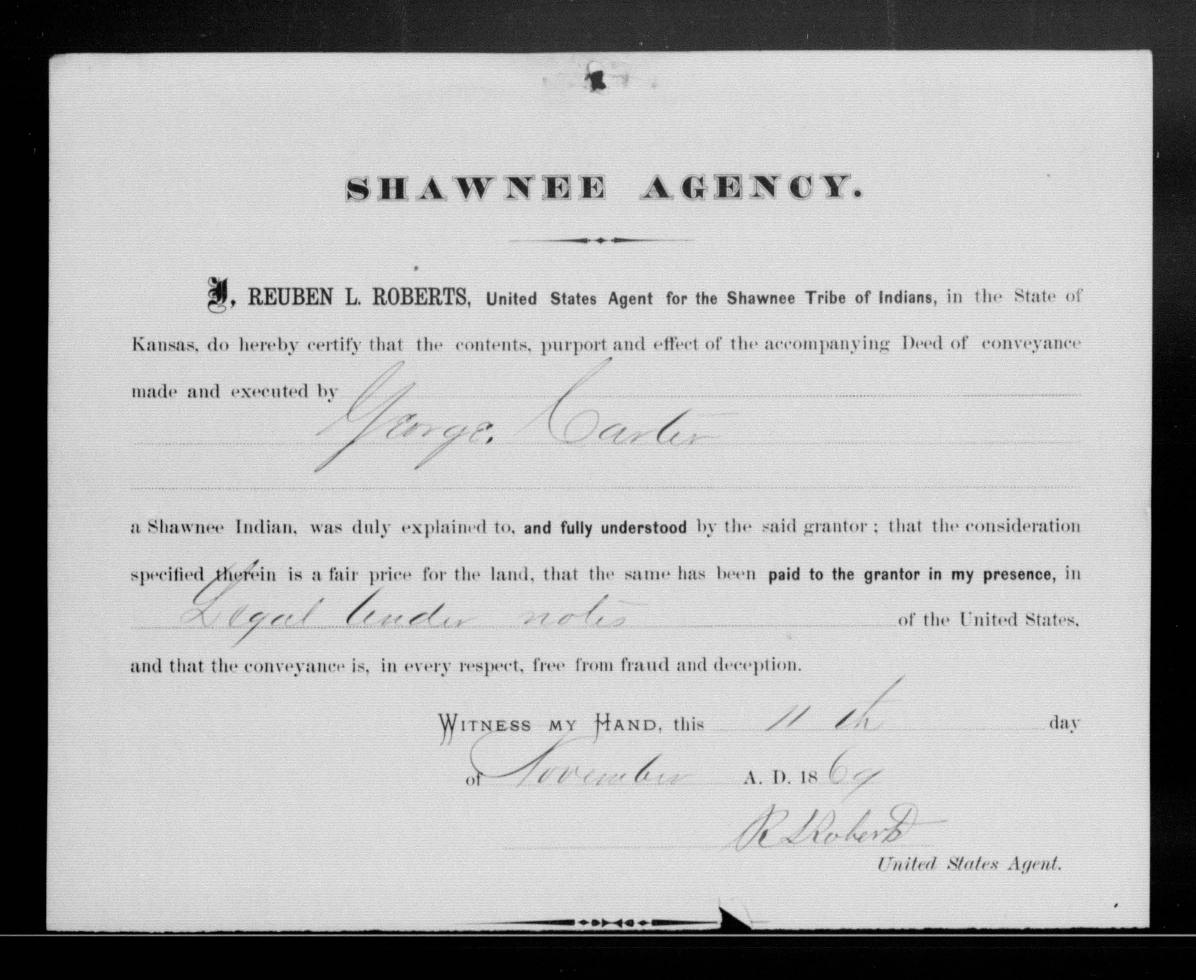 SHAWNEE AGENCY.
I, REUBEN L. ROBERTS, United States Agent for the Shawnee Tribe of Indians, in the State of
Kansas, do hereby certify that the contents, purport and effect of the accompanying Deed of conveyance
made and executed by
George. Carter
a Shawnee Indian, was duly explained to, and fully understood by the said grantor; that the consideration
specified therein is a fair price for the land, that the same has been paid to the grantor in my presence, in
Legal tender notes of the United States,
and that the conveyance is, in every respect, free from fraud and deception.
WITNESS MY HAND, this 11th day
of November A. D. 1869
R L Roberts
United States Agent.